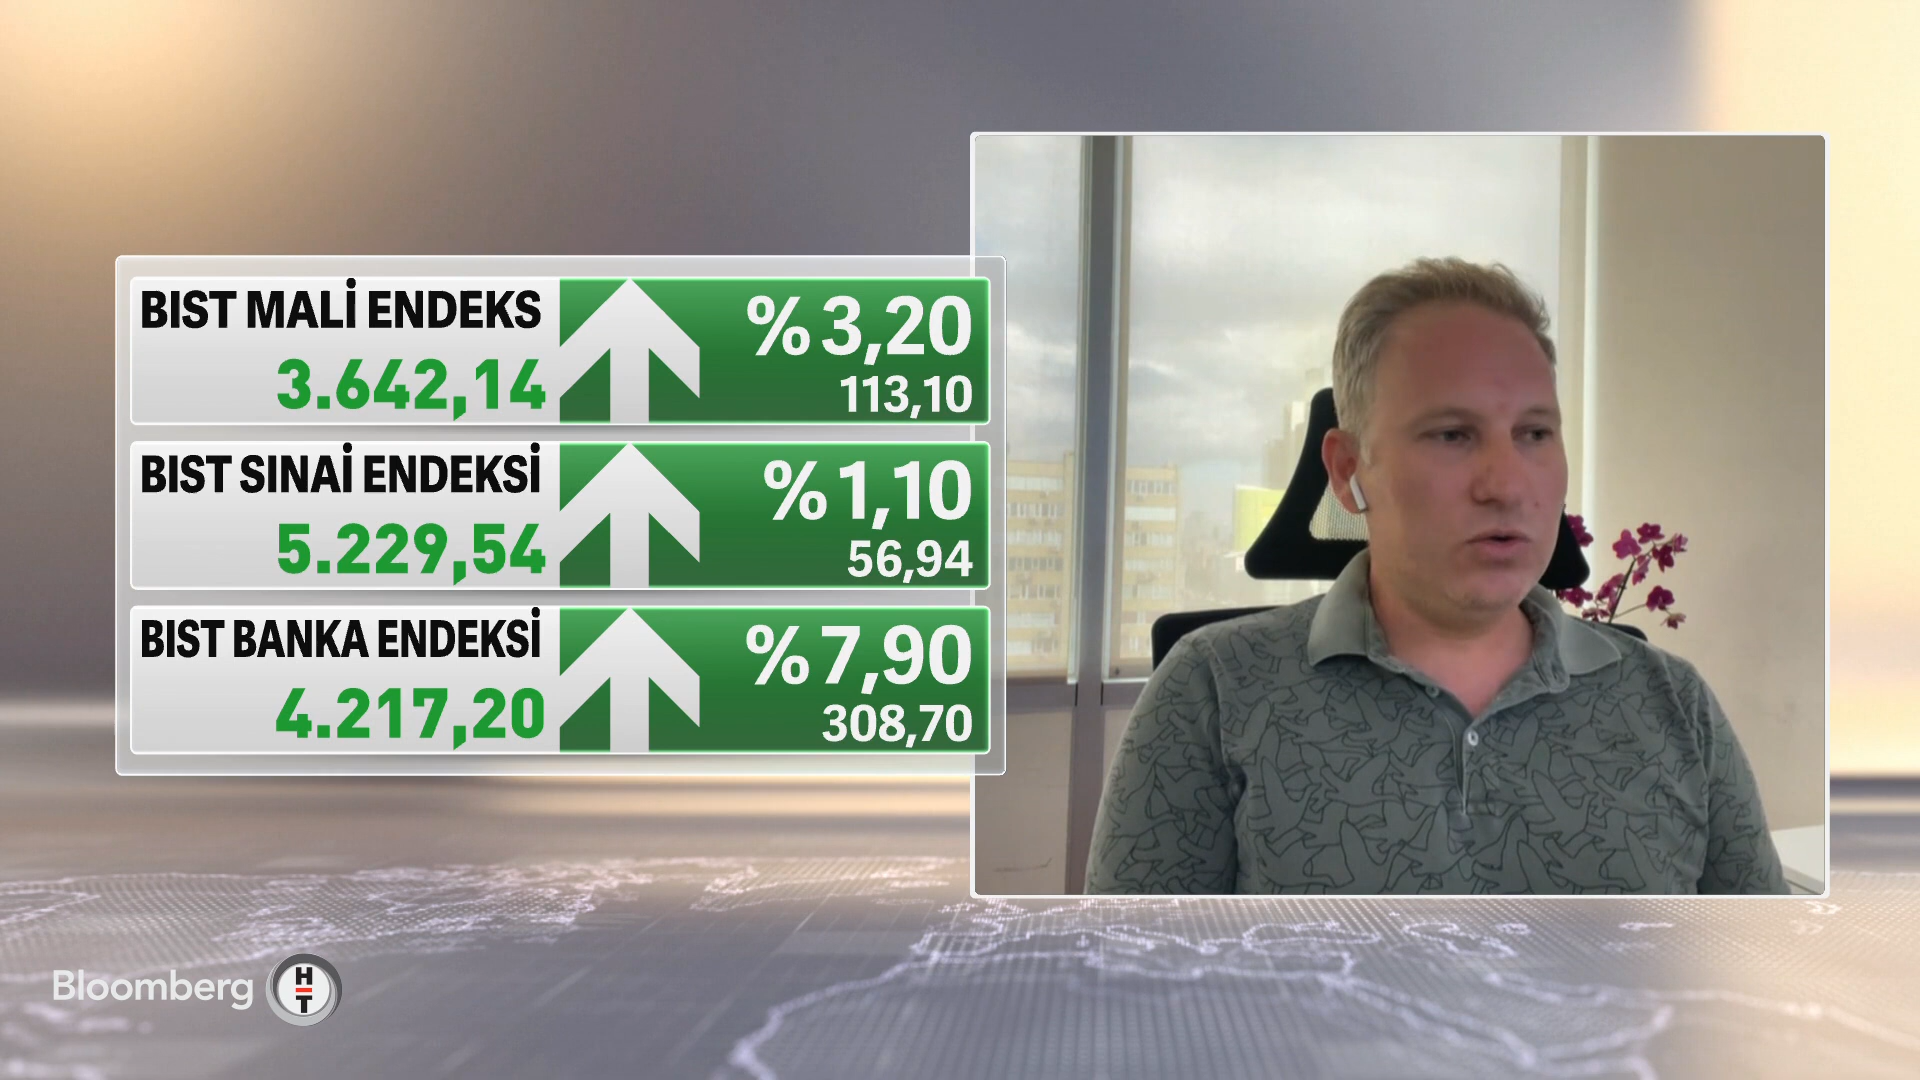 BIST MALİ ENDEKS
3.642,14
%3,20
113,10
BIST SINAİ ENDEKSİ
5.229,54
%1,10
56,94
BIST BANKA ENDEKSİ
4.217,20
%7,90
308,70
Bloomberg
H
T